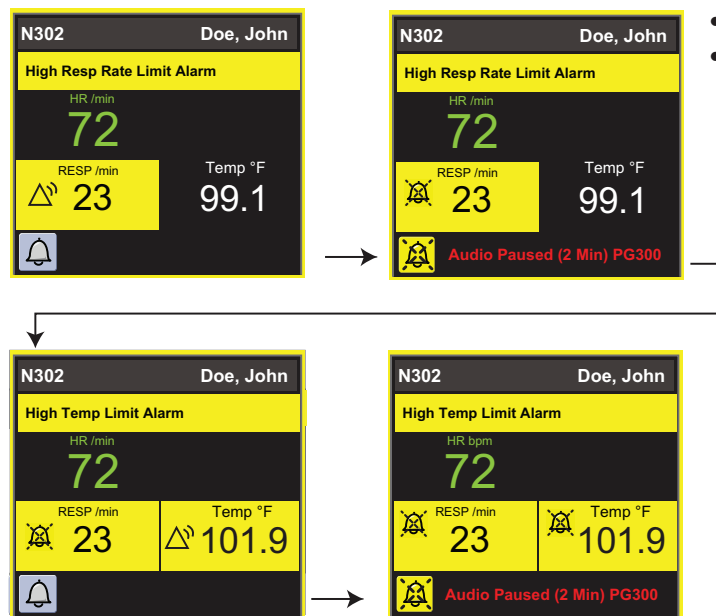 N302 Doe, John
High Resp Rate Limit Alarm
HR /min
72
RESP /min
23
Temp °F
99.1
N302 Doe, John
High Resp Rate Limit Alarm
HR /min
72
RESP /min
23
Temp °F
99.1
Audio Paused (2 Min) PG300
N302 Doe, John
High Temp Limit Alarm
HR /min
72
RESP /min
23
Temp °F
101.9
N302 Doe, John
High Temp Limit Alarm
HR bpm
72
RESP /min
23
Temp °F
101.9
Audio Paused (2 Min) PG300